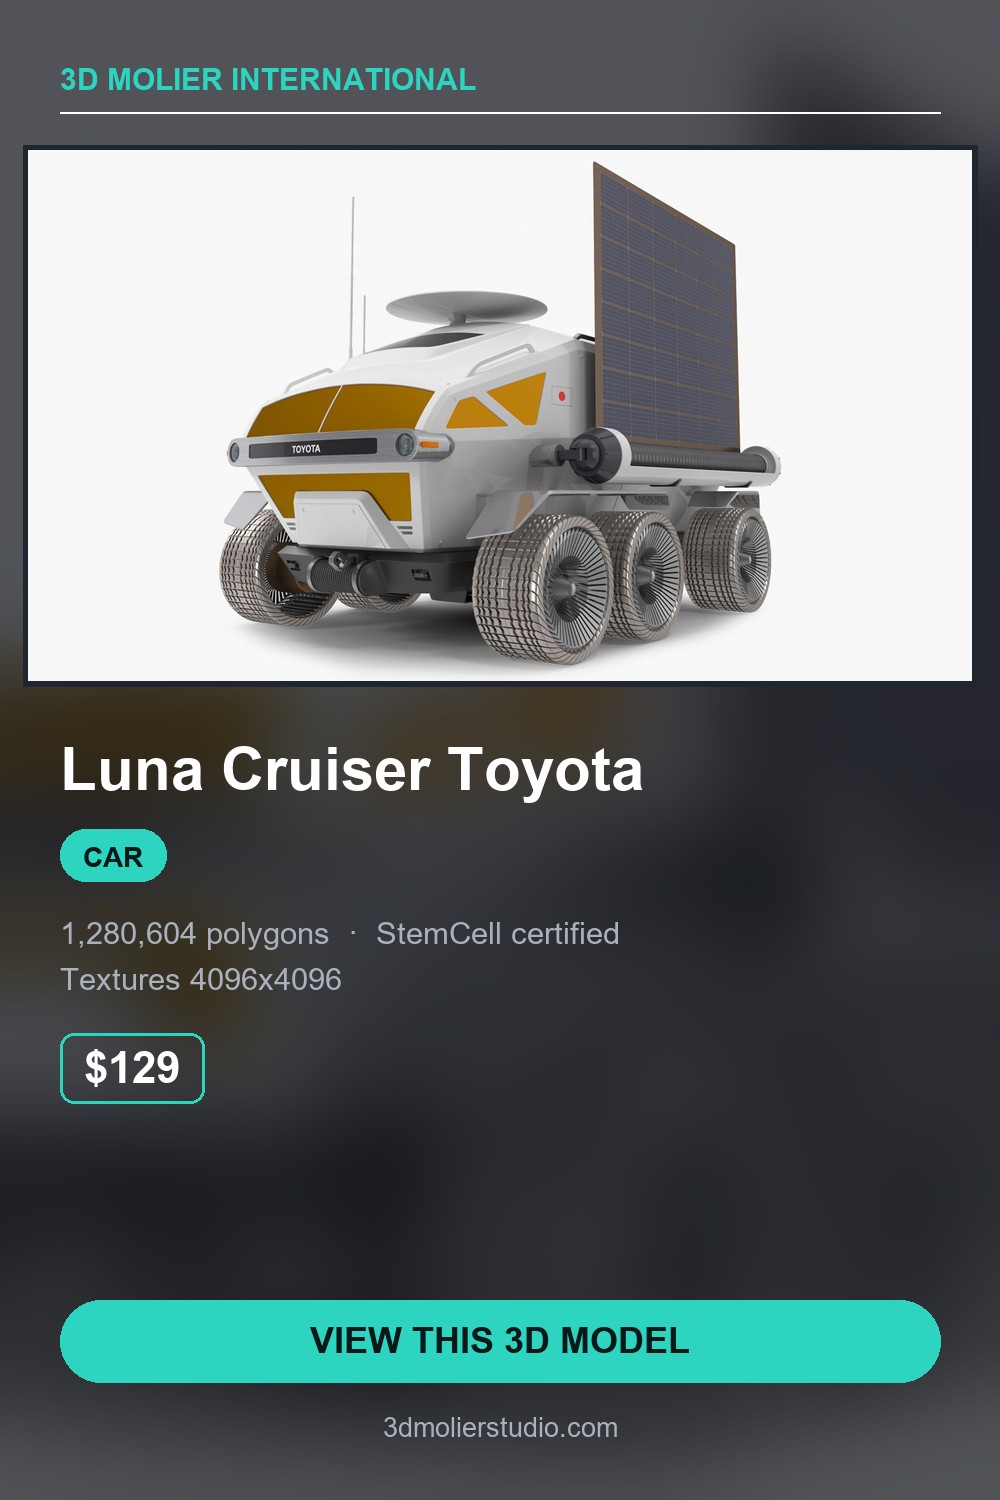 3D MOLIER INTERNATIONAL
TOYOTA
Luna Cruiser Toyota
CAR
1,280,604 polygons · StemCell certified
Textures 4096x4096
$129
VIEW THIS 3D MODEL
3dmolierstudio.com